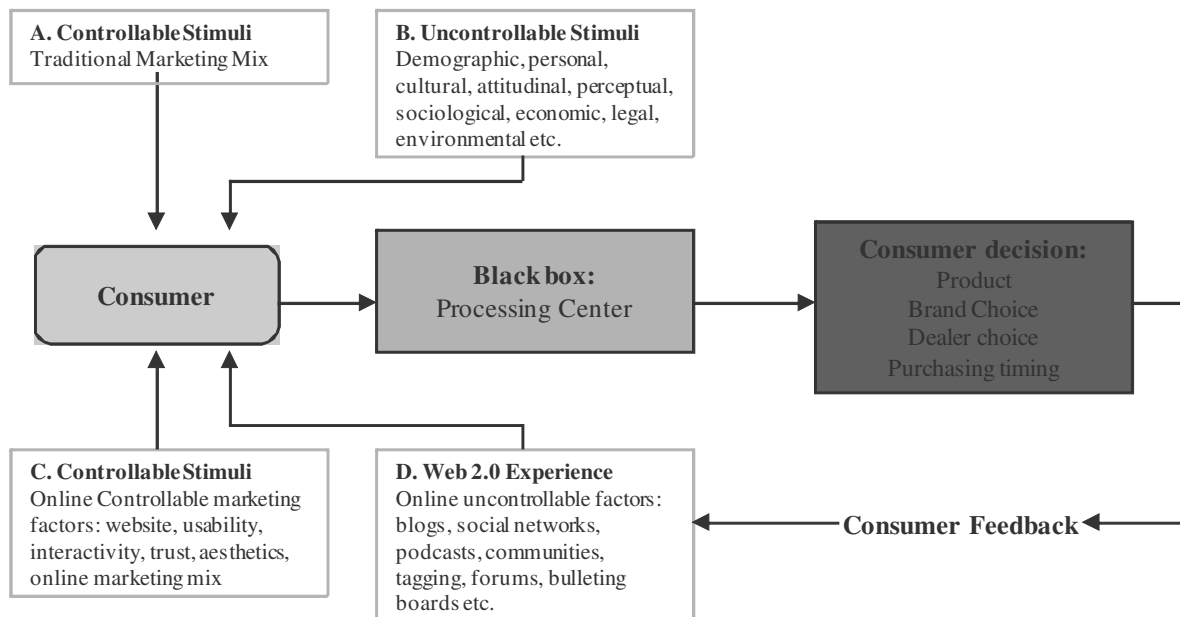 A. Controllable Stimuli
Traditional Marketing Mix
B. Uncontrollable Stimuli
Demographic, personal,
cultural, attitudinal, perceptual,
sociological, economic, legal,
environmental etc.
Consumer
Black box:
Processing Center
Consumer decision:
Product
Brand Choice
Dealer choice
Purchasing timing
C. Controllable Stimuli
Online Controllable marketing
factors: website, usability,
interactivity, trust, aesthetics,
online marketing mix
D. Web 2.0 Experience
Online uncontrollable factors:
blogs, social networks,
podcasts, communities,
tagging, forums, bulleting
boards etc.
Consumer Feedback